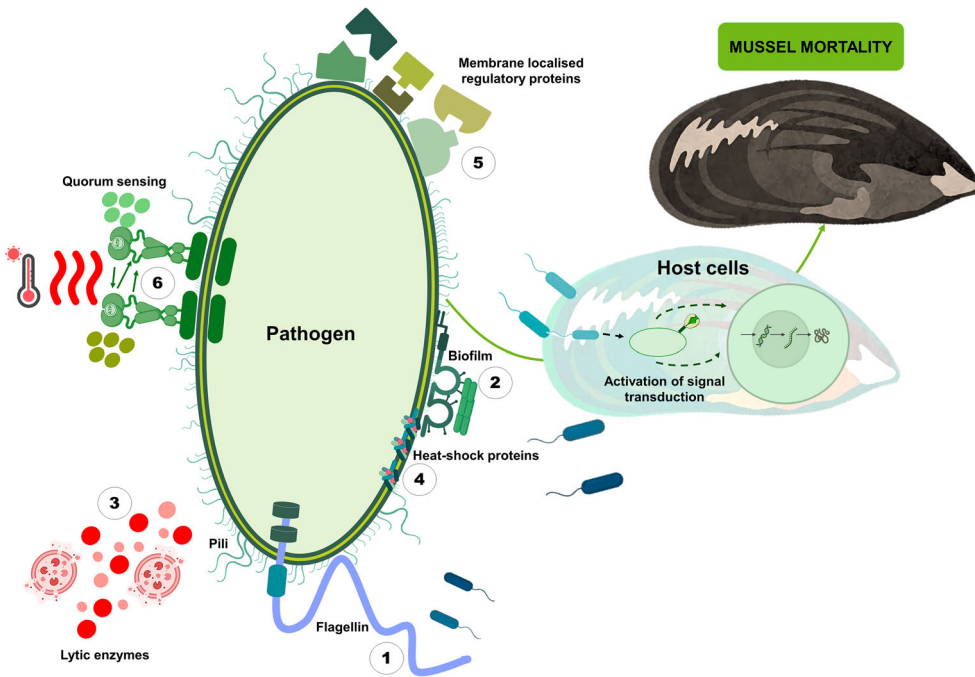 MUSSEL MORTALITY
Membrane localised
regulatory proteins
5
Quorum sensing
6
Host cells
Pathogen
Biofilm
2
Activation of signal
transduction
Heat-shock proteins
4
3
Pili
Flagellin
1
Lytic enzymes